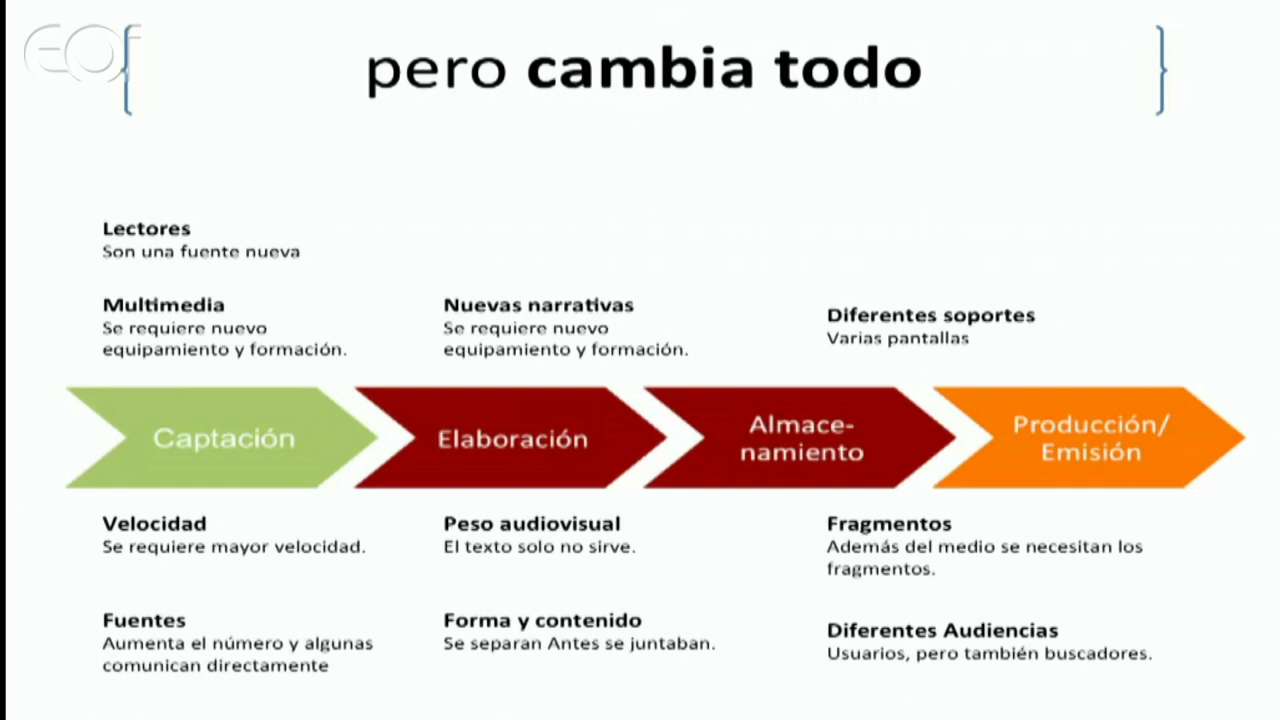 EOI
pero cambia todo
Lectores
Son una fuente nueva
Multimedia
Se requiere nuevo
equipamiento y formación.
Nuevas narrativas
Se requiere nuevo
equipamiento y formación.
Diferentes soportes
Varias pantallas
Captación
Elaboración
Almace-
namiento
Producción/
Emisión
Velocidad
Se requiere mayor velocidad.
Peso audiovisual
El texto solo no sirve.
Fragmentos
Además del medio se necesitan los
fragmentos.
Fuentes
Aumenta el número y algunas
comunican directamente
Forma y contenido
Se separan Antes se juntaban.
Diferentes Audiencias
Usuarios, pero también buscadores.